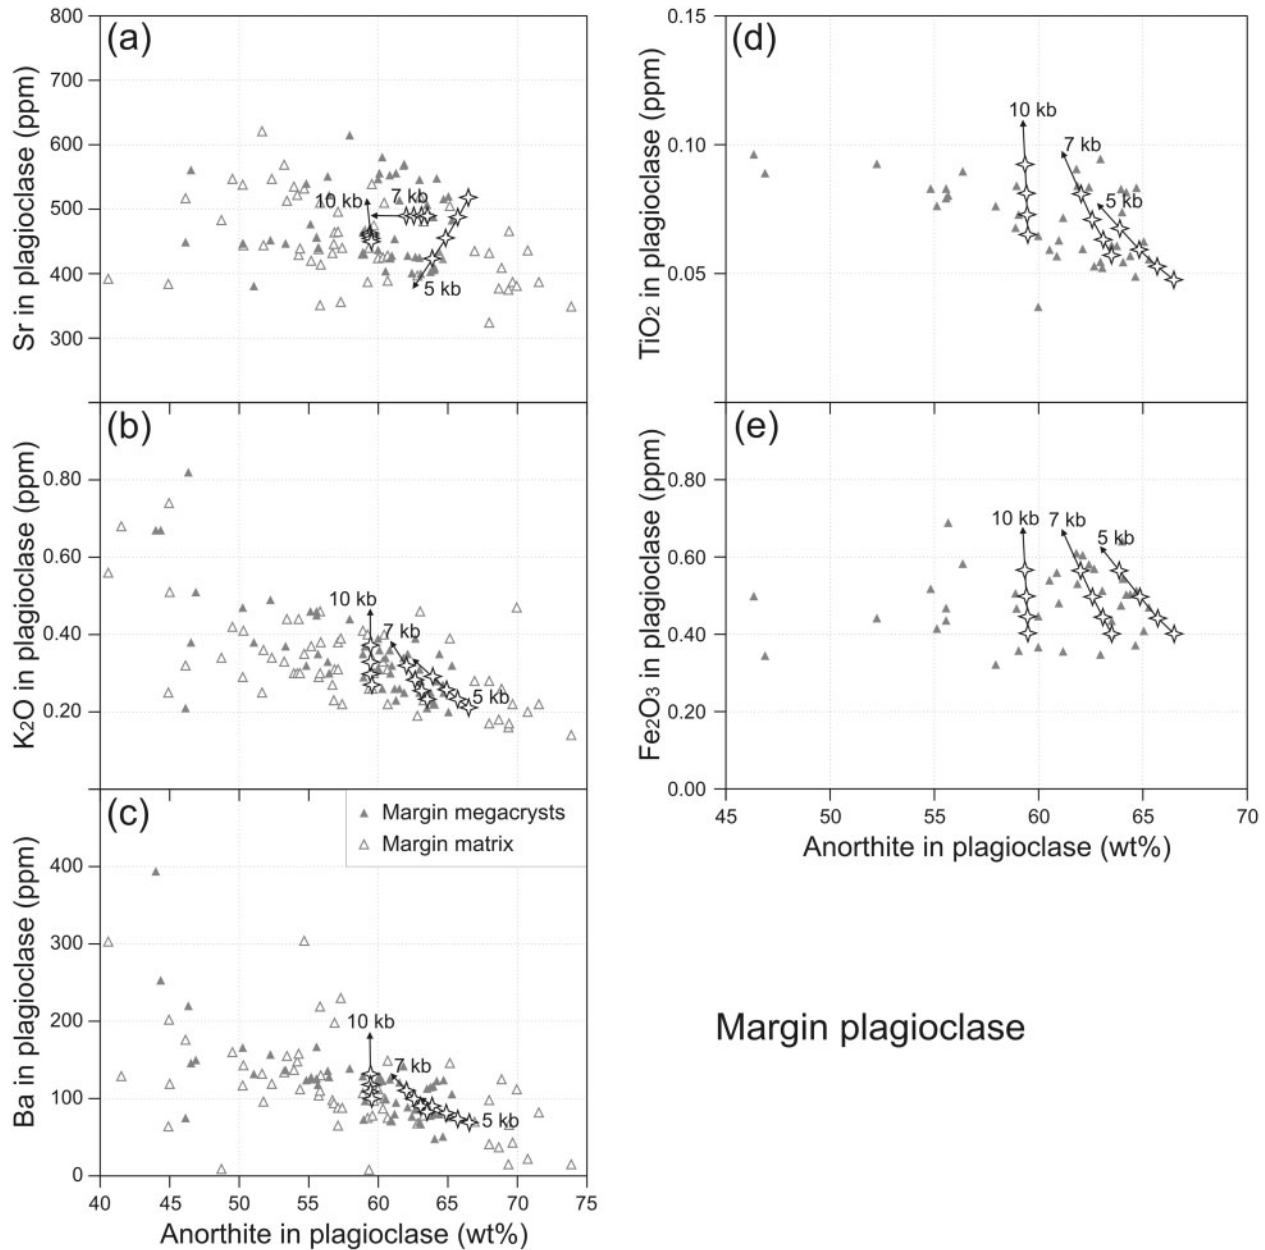 (a)
800
700
600
500
400
300
Sr in plagioclase (ppm)
10 kb
7 kb
5 kb
(b)
0.80
0.60
0.40
0.20
K2O in plagioclase (ppm)
10 kb
7 kb
5 kb
(c)
Margin megacrysts
Margin matrix
400
300
200
100
0
Ba in plagioclase (ppm)
10 kb
7 kb
5 kb
40 45 50 55 60 65 70 75
Anorthite in plagioclase (wt%)
(d)
0.15
0.10
0.05
TiO2 in plagioclase (ppm)
10 kb
7 kb
5 kb
(e)
0.80
0.60
0.40
0.20
0.00
Fe2O3 in plagioclase (ppm)
10 kb
7 kb
5 kb
45 50 55 60 65 70
Anorthite in plagioclase (wt%)
Margin plagioclase